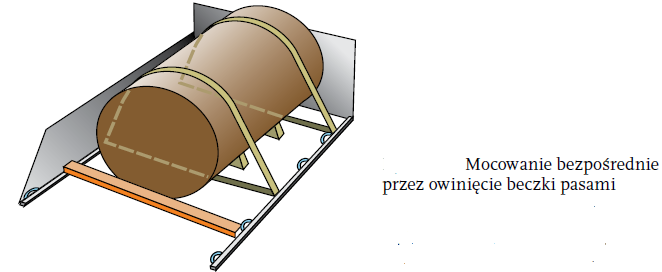 Mocowanie bezpośrednie
przez owinięcie beczki pasami